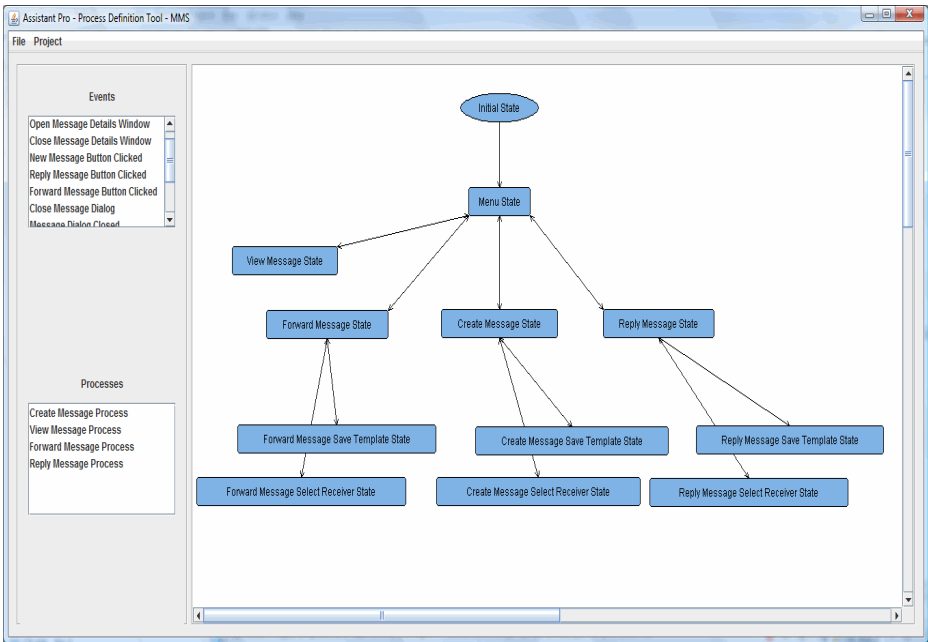 Assistant Pro - Process Definition Tool - MMS
File Project
Events
Open Message Details Window
Close Message Details Window
New Message Button Clicked
Reply Message Button Clicked
Forward Message Button Clicked
Close Message Dialog
Message Dialog Closed
Processes
Create Message Process
View Message Process
Forward Message Process
Reply Message Process
Initial State
Menu State
View Message State
Forward Message State
Create Message State
Reply Message State
Forward Message Save Template State
Create Message Save Template State
Reply Message Save Template State
Forward Message Select Receiver State
Create Message Select Receiver State
Reply Message Select Receiver State